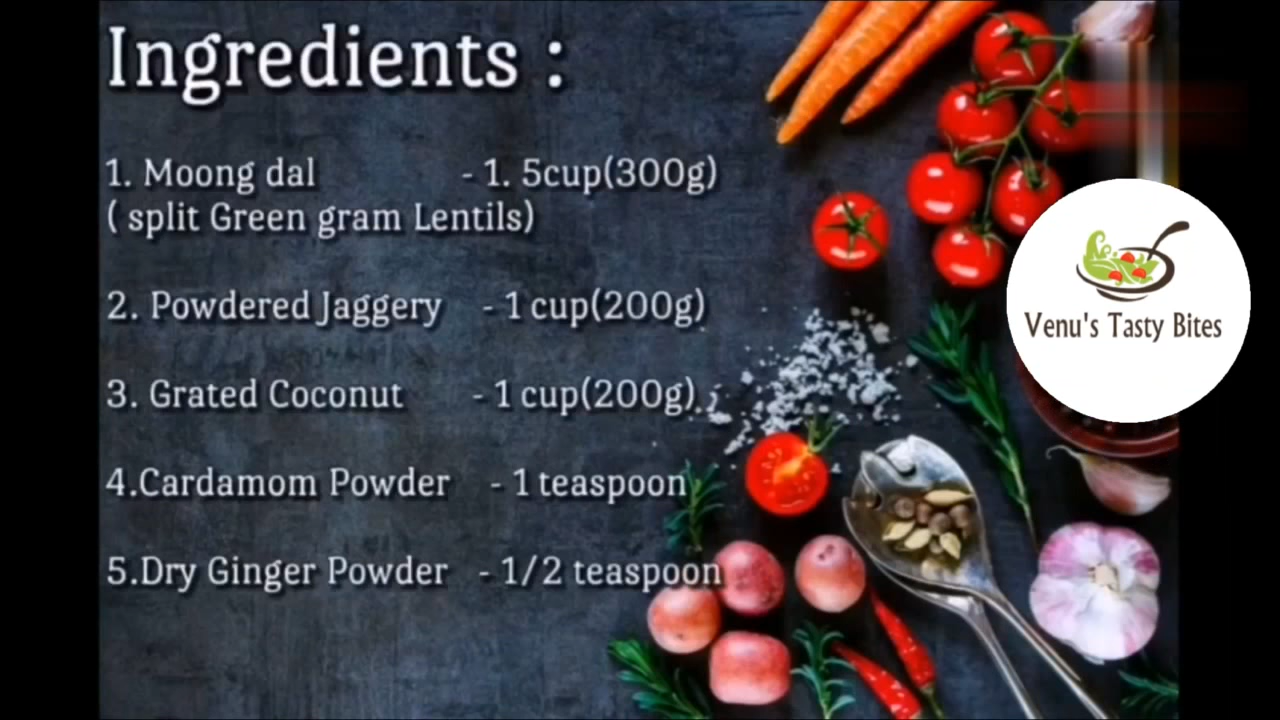 Ingredients :
1. Moong dal - 1. 5cup(300g)
( split Green gram Lentils)
2. Powdered Jaggery - 1 cup(200g)
3. Grated Coconut - 1 cup(200g)
4.Cardamom Powder - 1 teaspoon
5.Dry Ginger Powder - 1/2 teaspoon
Venu's Tasty Bites